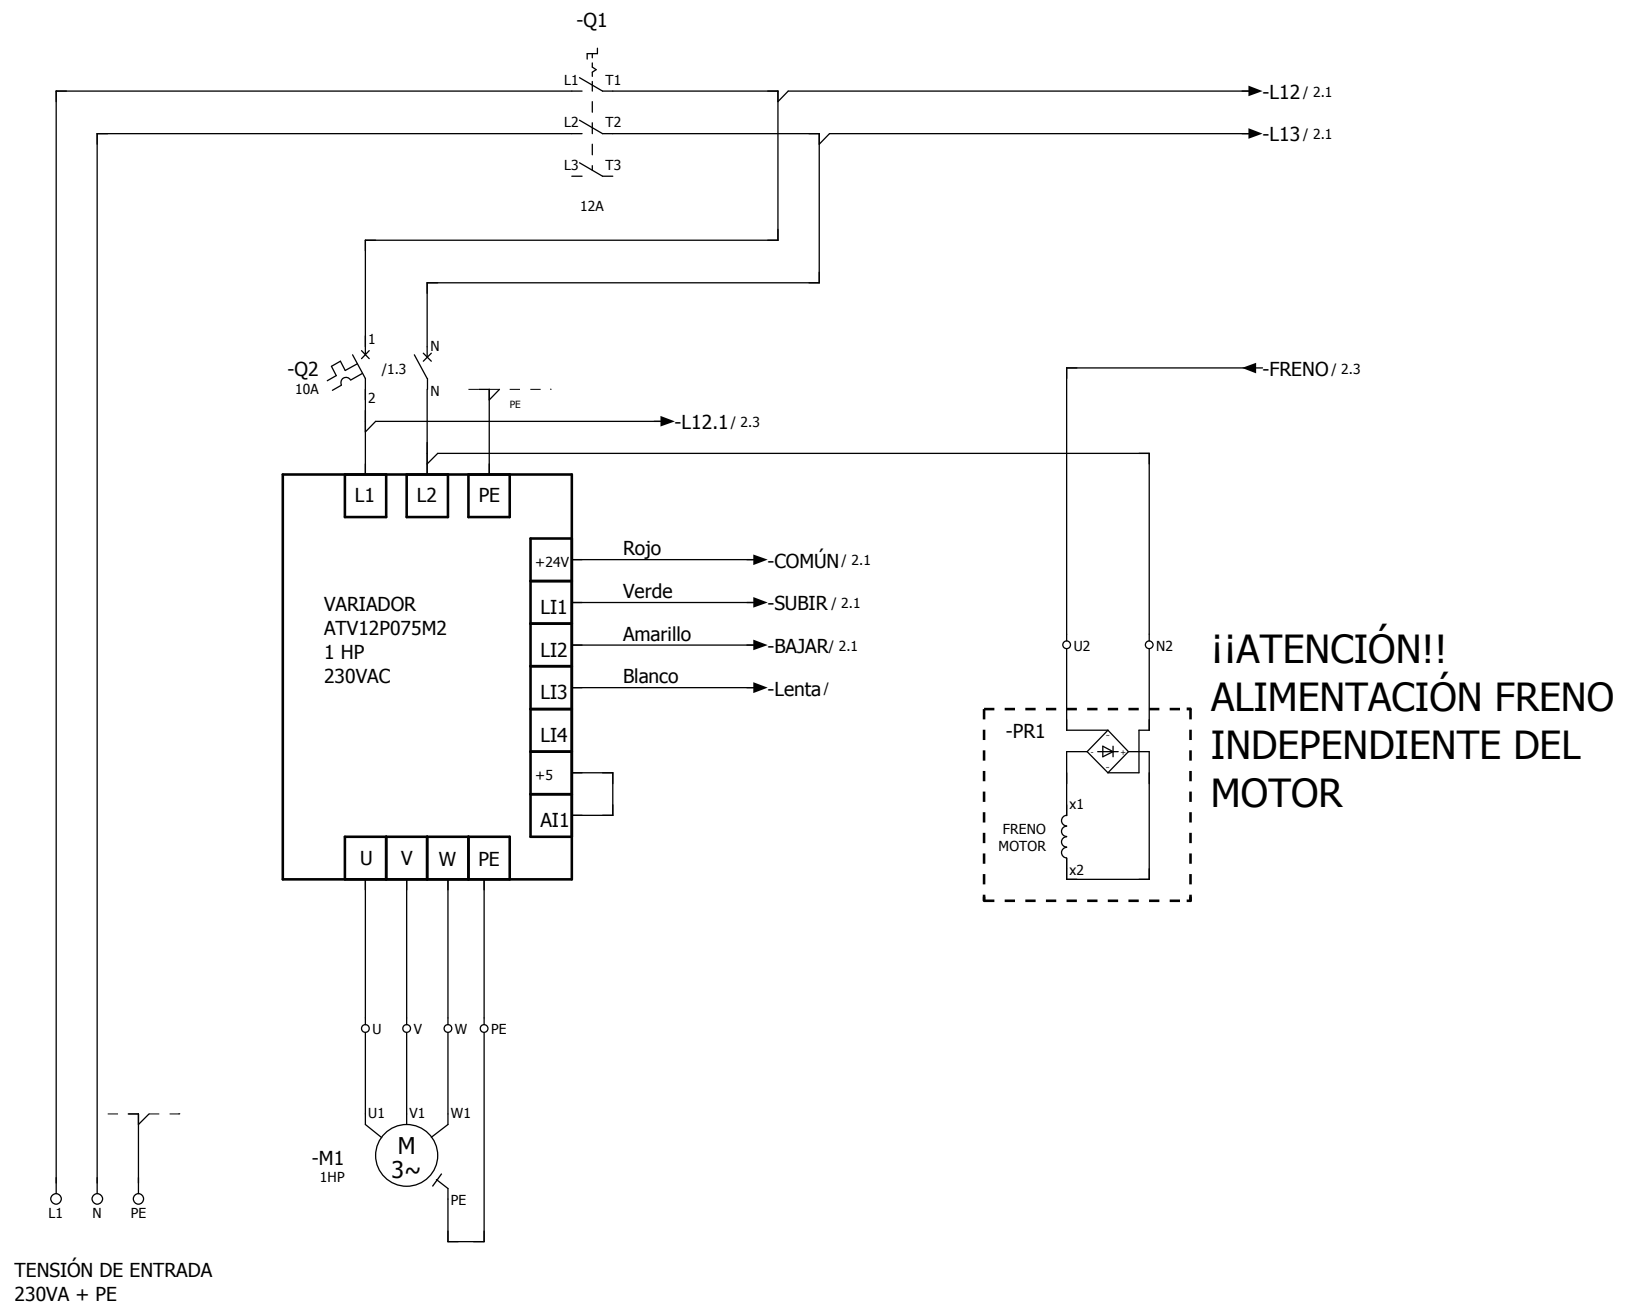 -Q1
L1 T1
-L12 / 2.1
L2 T2
-L13 / 2.1
L3 T3
12A
1
N
-Q2
/1.3
10A
2
N
PE
-FRENO / 2.3
-L12.1 / 2.3
L1
L2
PE
+24V
Rojo
-COMÚN / 2.1
LI1
Verde
-SUBIR / 2.1
LI2
Amarillo
-BAJAR / 2.1
LI3
Blanco
-Lenta /
LI4
+5
AI1
VARIADOR
ATV12P075M2
1 HP
230VAC
U
V
W
PE
U2
N2
¡¡ATENCIÓN!!
ALIMENTACIÓN FRENO
INDEPENDIENTE DEL
MOTOR
-PR1
x1
FRENO
MOTOR
x2
U
V
W
PE
U1
V1
W1
-M1
1HP
M
3~
PE
L1
N
PE
TENSIÓN DE ENTRADA
230VA + PE